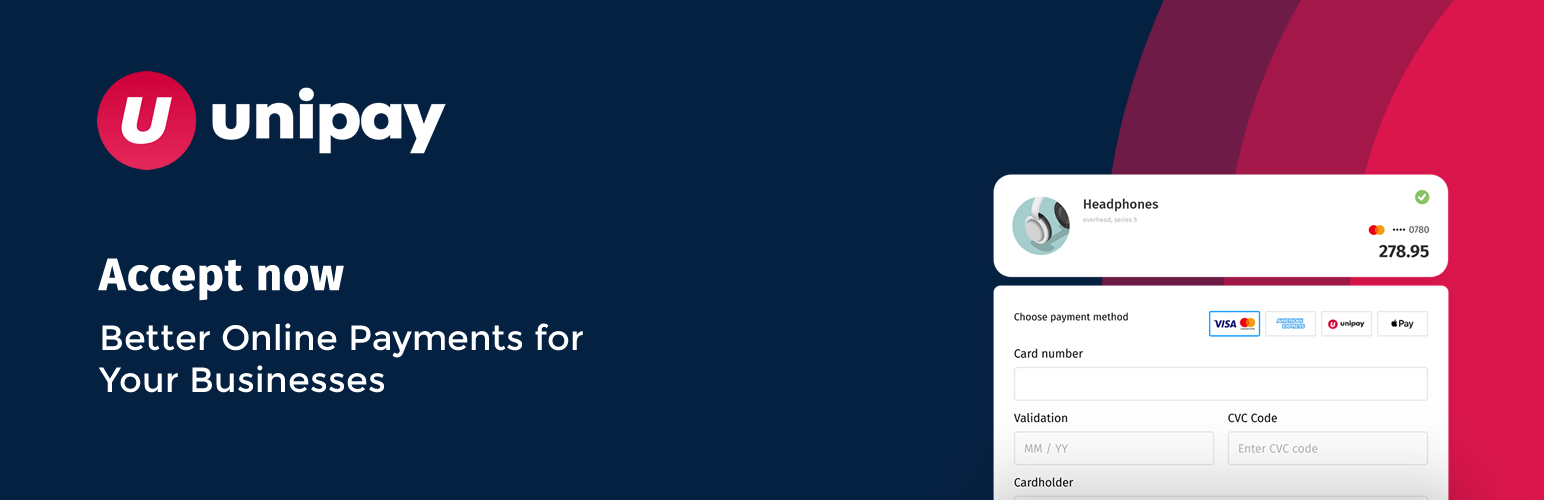 U unipay
Accept now
Better Online Payments for
Your Businesses
Headphones
overhead, series 5
•••• 0780
278.95
Choose payment method
VISA
AMERICAN
EXPRESS
U unipay
Pay
Card number
Validation
CVC Code
MM / YY
Enter CVC code
Cardholder